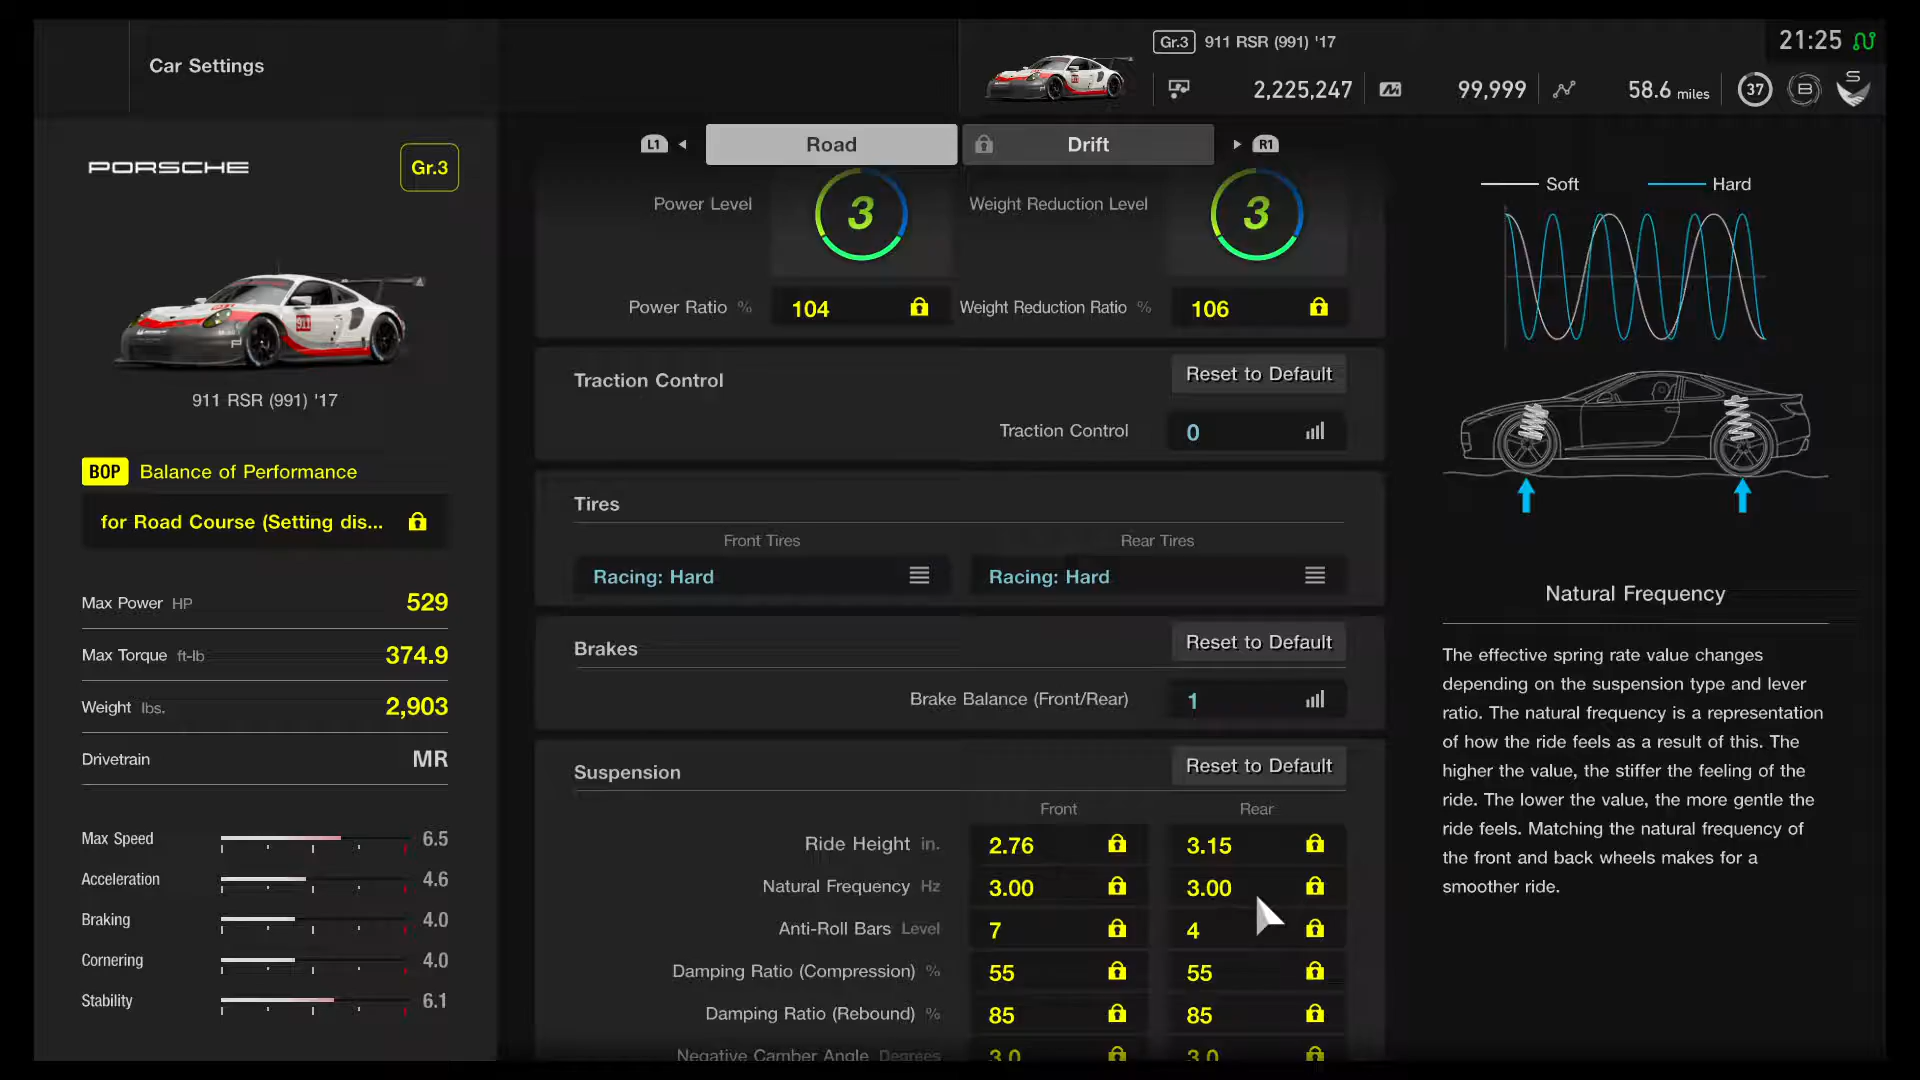 Car Settings
Gr.3 911 RSR (991) '17
21:25
2,225,247
99,999
58.6 miles
37
B
S
PORSCHE
Gr.3
911 RSR (991) '17
BOP Balance of Performance
for Road Course (Setting dis...
Max Power HP 529
Max Torque ft-lb 374.9
Weight lbs. 2,903
Drivetrain MR
Max Speed 6.5
Acceleration 4.6
Braking 4.0
Cornering 4.0
Stability 6.1
L1 Road Drift R1
Power Level 3 Weight Reduction Level 3
Power Ratio % 104 Weight Reduction Ratio % 106
Traction Control Reset to Default
Traction Control 0
Tires
Front Tires Rear Tires
Racing: Hard Racing: Hard
Brakes Reset to Default
Brake Balance (Front/Rear) 1
Suspension Reset to Default
Front Rear
Ride Height in. 2.76 3.15
Natural Frequency Hz 3.00 3.00
Anti-Roll Bars Level 7 4
Damping Ratio (Compression) % 55 55
Damping Ratio (Rebound) % 85 85
Negative Camber Angle Degrees 3.0 3.0
Soft Hard
Natural Frequency
The effective spring rate value changes
depending on the suspension type and lever
ratio. The natural frequency is a representation
of how the ride feels as a result of this. The
higher the value, the stiffer the feeling of the
ride. The lower the value, the more gentle the
ride feels. Matching the natural frequency of
the front and back wheels makes for a
smoother ride.